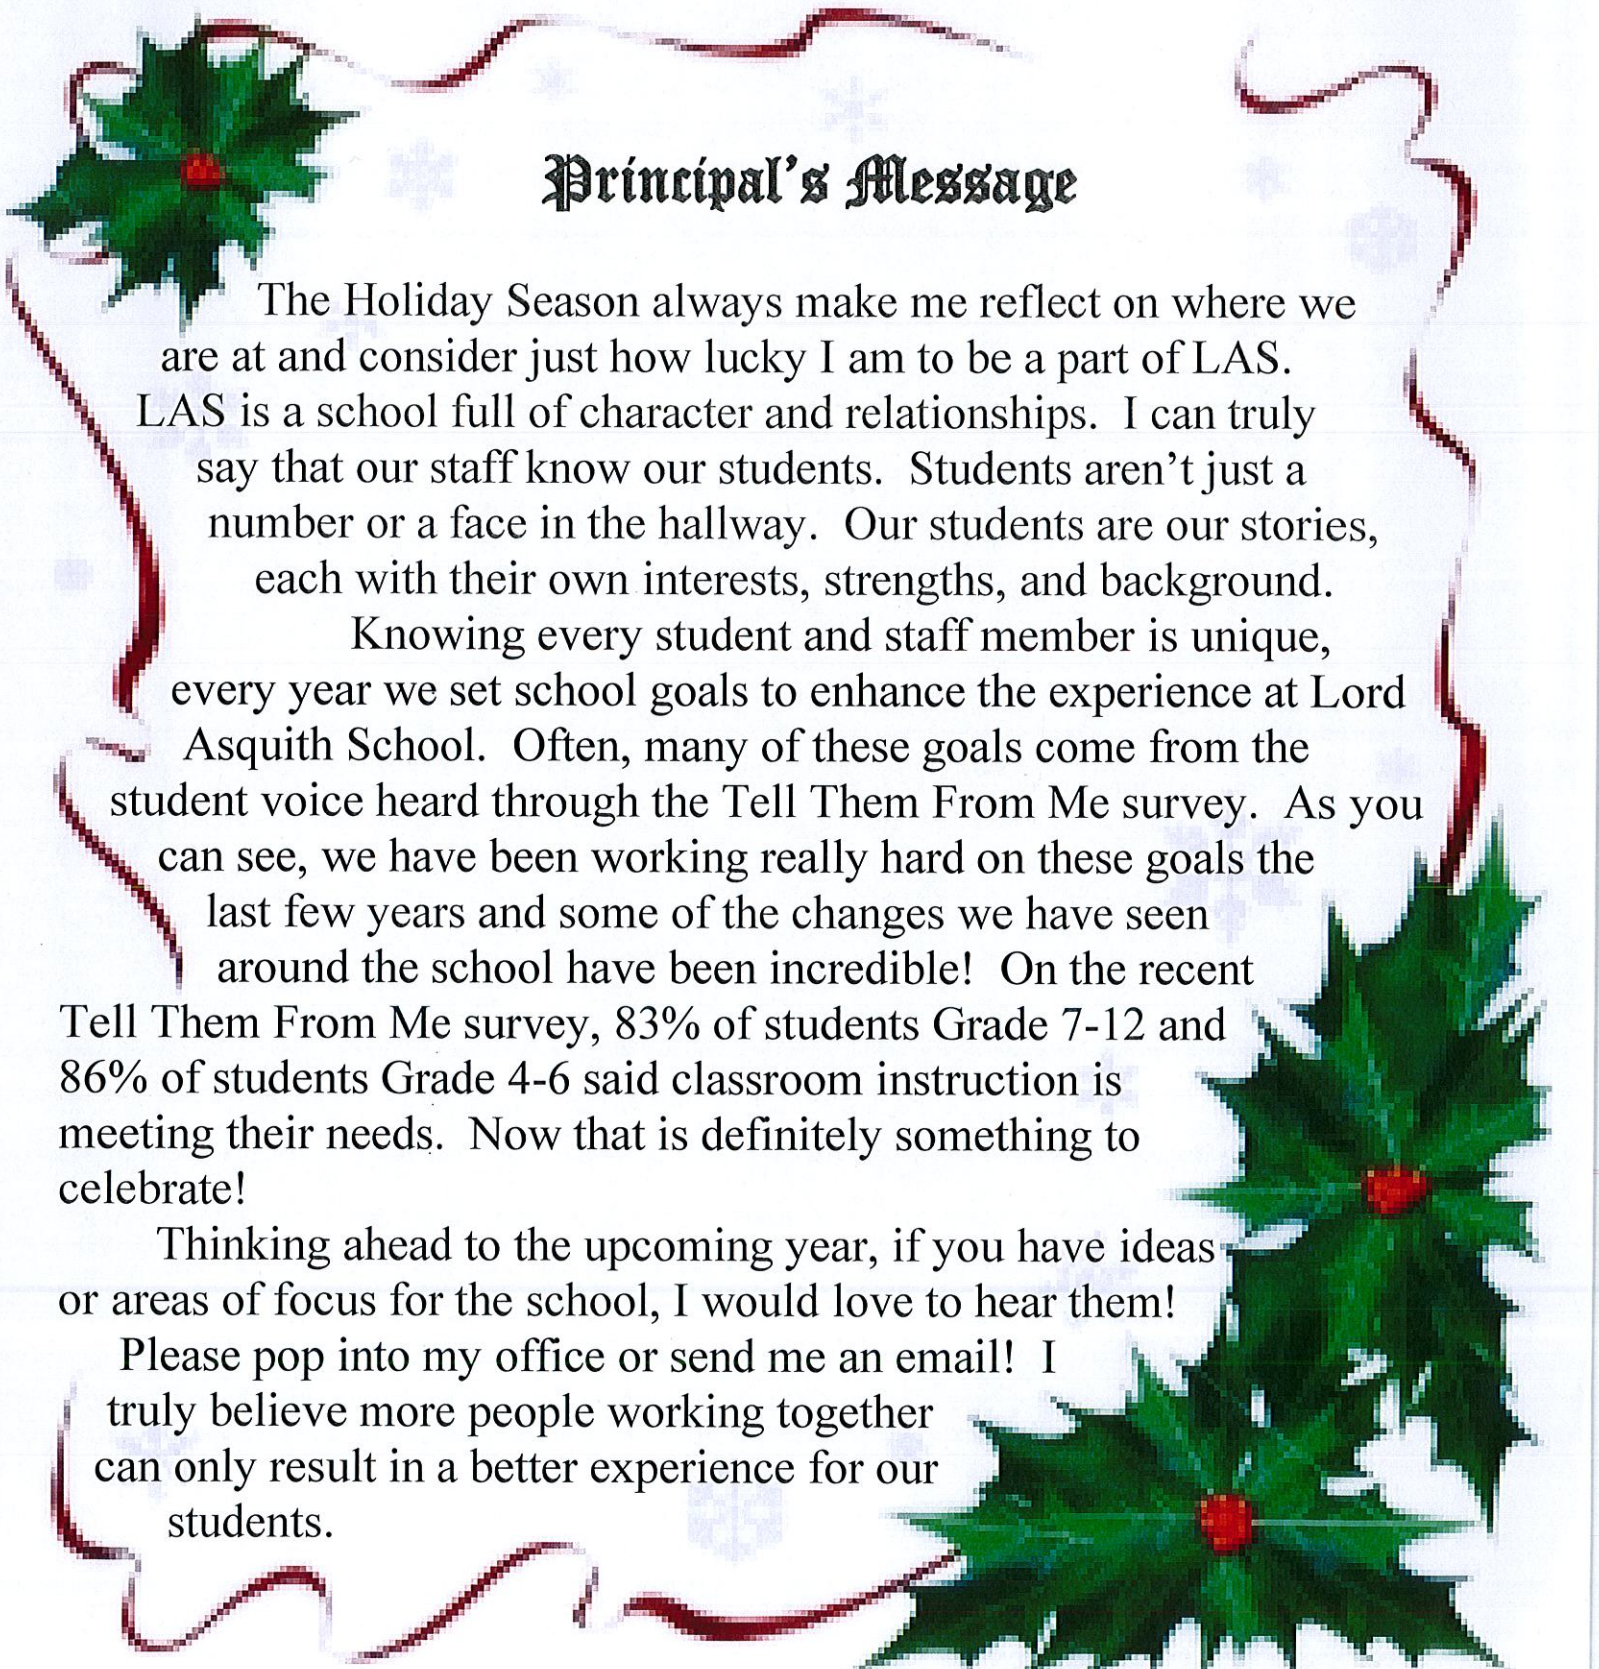 Principal's Message
The Holiday Season always make me reflect on where we
are at and consider just how lucky I am to be a part of LAS.
LAS is a school full of character and relationships.  I can truly
say that our staff know our students.  Students aren't just a
number or a face in the hallway.  Our students are our stories,
each with their own interests, strengths, and background.
Knowing every student and staff member is unique,
every year we set school goals to enhance the experience at Lord
Asquith School.  Often, many of these goals come from the
student voice heard through the Tell Them From Me survey.  As you
can see, we have been working really hard on these goals the
last few years and some of the changes we have seen
around the school have been incredible!  On the recent
Tell Them From Me survey, 83% of students Grade 7-12 and
86% of students Grade 4-6 said classroom instruction is
meeting their needs.  Now that is definitely something to
celebrate!
Thinking ahead to the upcoming year, if you have ideas
or areas of focus for the school, I would love to hear them!
Please pop into my office or send me an email!  I
truly believe more people working together
can only result in a better experience for our
students.